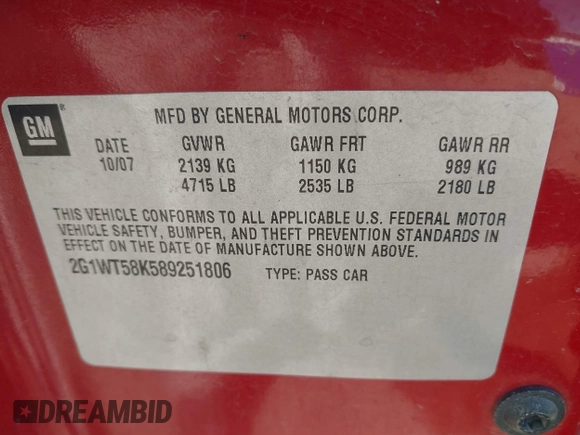 GM
®
MFD BY GENERAL MOTORS CORP.
DATE GVWR GAWR FRT GAWR RR
10/07 2139 KG 1150 KG 989 KG
4715 LB 2535 LB 2180 LB
THIS VEHICLE CONFORMS TO ALL APPLICABLE U.S. FEDERAL MOTOR
VEHICLE SAFETY, BUMPER, AND THEFT PREVENTION STANDARDS IN
EFFECT ON THE DATE OF MANUFACTURE SHOWN ABOVE.
2G1WT58K589251806 TYPE: PASS CAR
DREAMBID